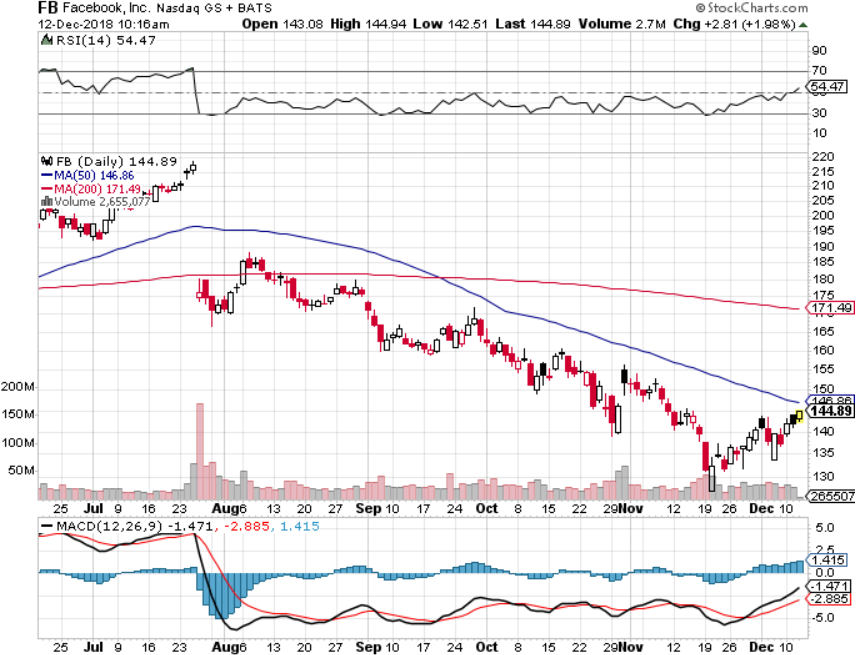 FB Facebook, Inc. Nasdaq GS + BATS © StockCharts.com
12-Dec-2018 10:16am Open 143.08 High 144.94 Low 142.51 Last 144.89 Volume 2.7M Chg +2.81 (+1.98%)
RSI(14) 54.47
90
70
54.47
30
10
FB (Daily) 144.89
MA(50) 146.86
MA(200) 171.49
Volume 2,655,077
220
215
210
205
200
195
190
185
180
175
171.49
165
160
155
150
146.86
144.89
140
135
130
200M
150M
100M
50M
265507
25 Jul 9 16 23 Aug 6 13 20 27 Sep 10 17 24 Oct 8 15 22 29 Nov 12 19 26 Dec 10
MACD(12,26,9) -1.471, -2.885, 1.415
5.0
2.5
1.415
0.0
-1.471
-2.885
-5.0
25 Jul 9 16 23 Aug 6 13 20 27 Sep 10 17 24 Oct 8 15 22 29 Nov 12 19 26 Dec 10